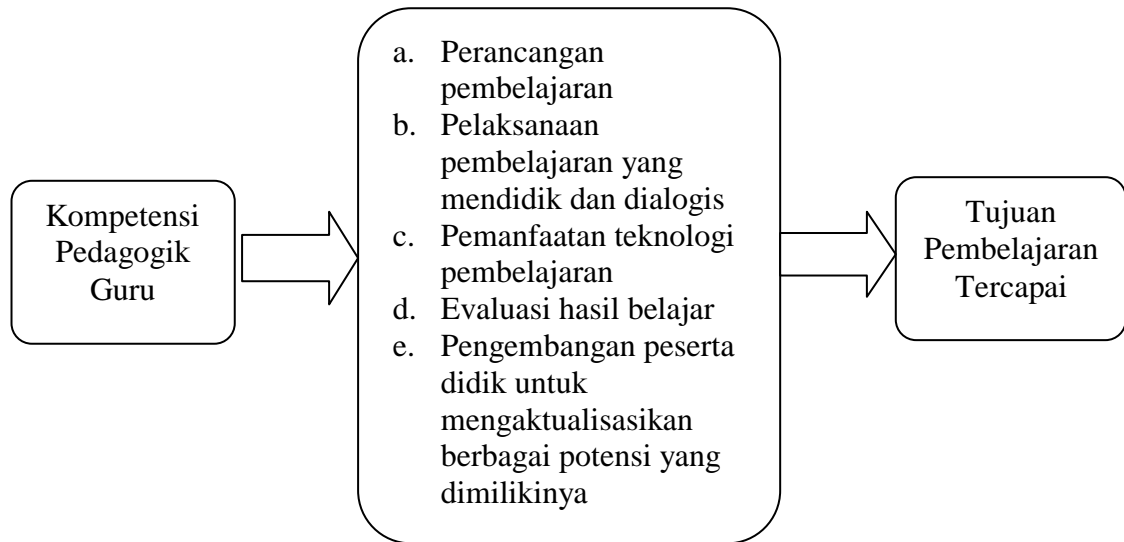 Kompetensi
Pedagogik
Guru
a. Perancangan
pembelajaran
b. Pelaksanaan
pembelajaran yang
mendidik dan dialogis
c. Pemanfaatan teknologi
pembelajaran
d. Evaluasi hasil belajar
e. Pengembangan peserta
didik untuk
mengaktualisasikan
berbagai potensi yang
dimilikinya
Tujuan
Pembelajaran
Tercapai